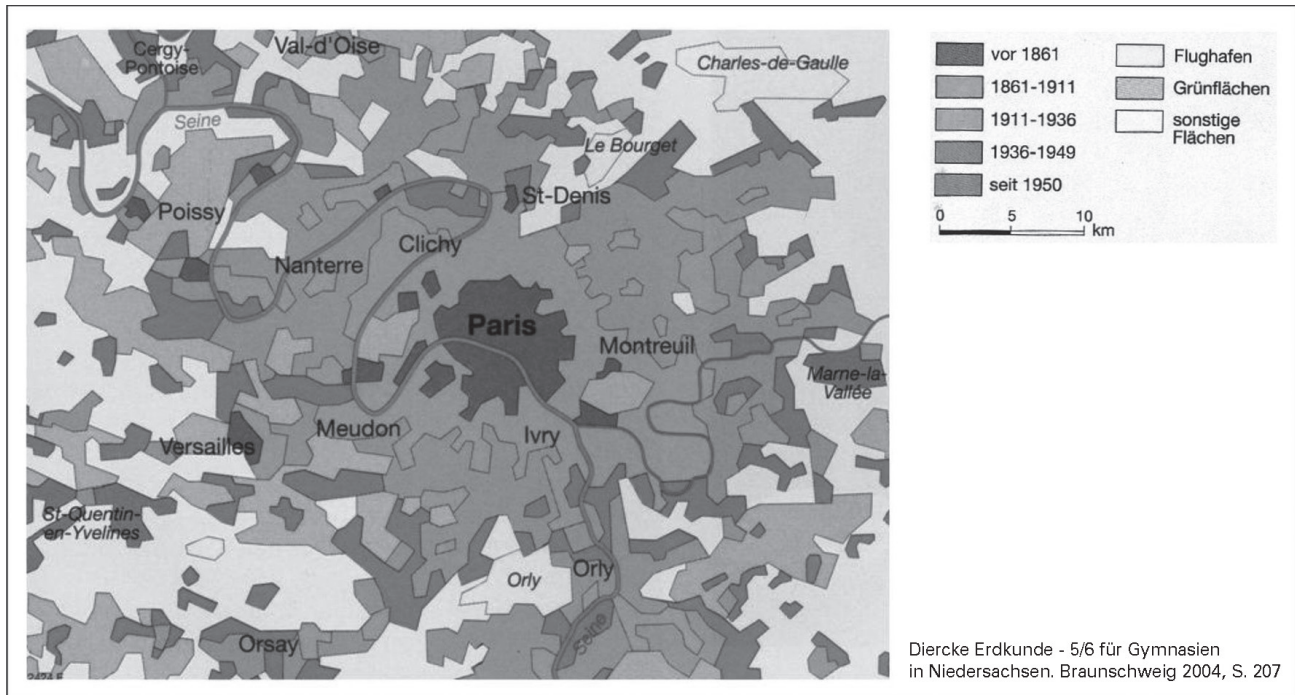 Cergy-
Pontoise
Val-d'Oise
Charles-de-Gaulle
Seine
Le Bourget
Poissy
St-Denis
Clichy
Nanterre
Paris
Montreuil
Marne-la-
Vallée
Meudon
Ivry
Versailles
St-Quentin-
en-Yvelines
Orly
Orly
Seine
Orsay
2424 E
vor 1861
1861-1911
1911-1936
1936-1949
seit 1950
Flughafen
Grünflächen
sonstige
Flächen
0 5 10
km
Diercke Erdkunde - 5/6 für Gymnasien
in Niedersachsen. Braunschweig 2004, S. 207